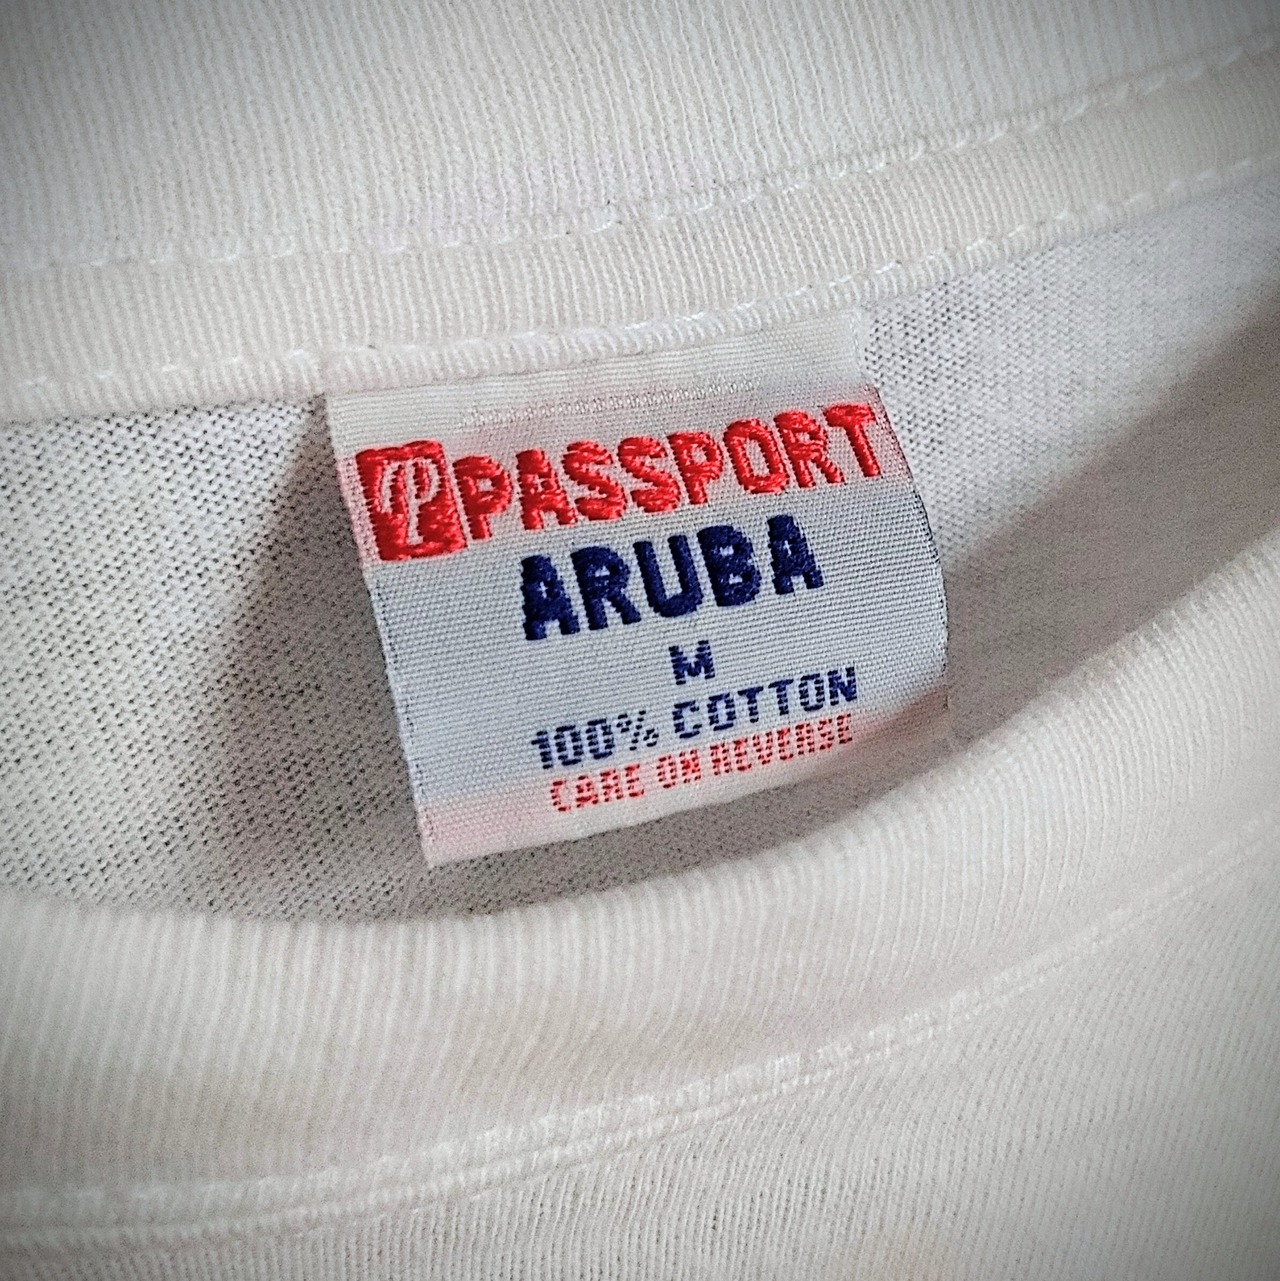 P PASSPORT
ARUBA
M
100% COTTON
CARE ON REVERSE